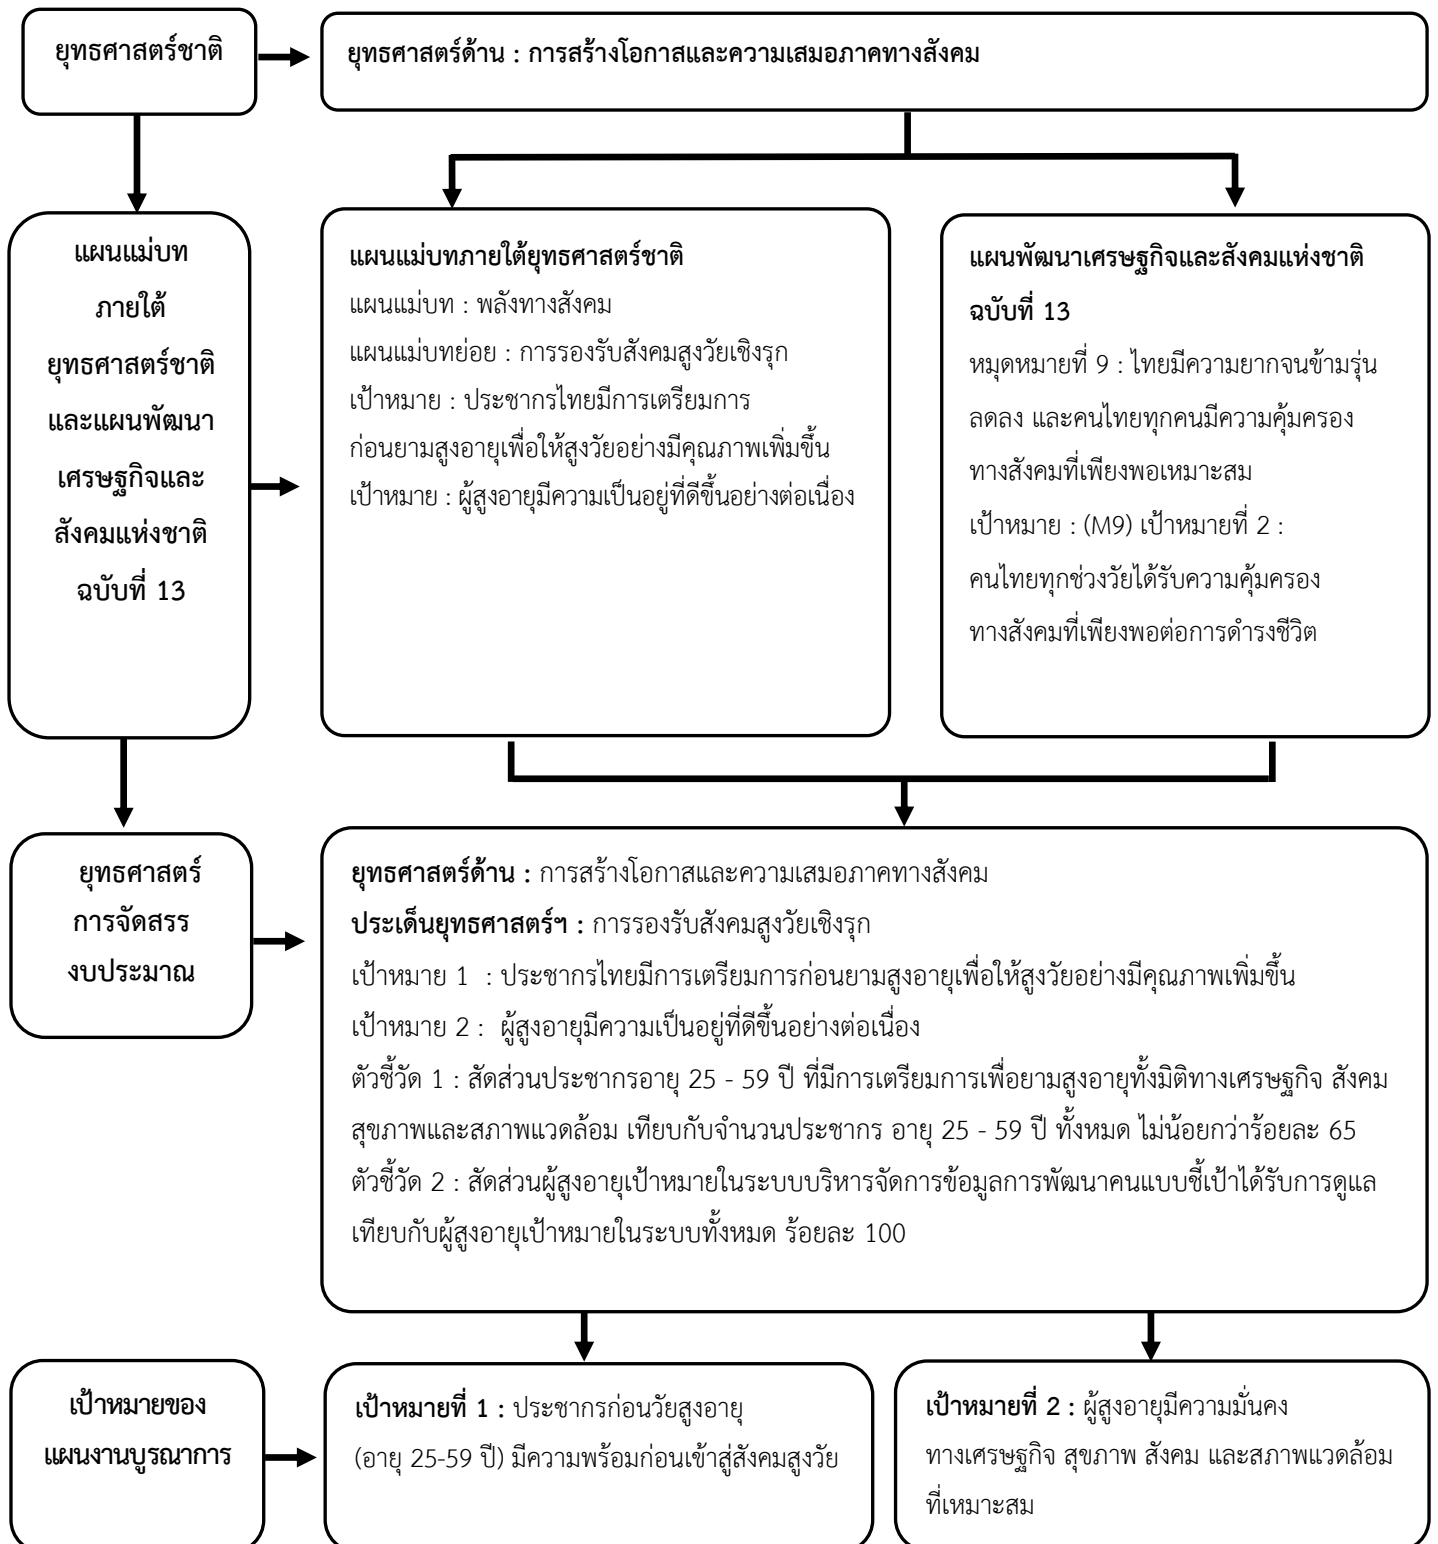 ยุทธศาสตร์ชาติ
ยุทธศาสตร์ด้าน : การสร้างโอกาสและความเสมอภาคทางสังคม
แผนแม่บท
ภายใต้
ยุทธศาสตร์ชาติ
และแผนพัฒนา
เศรษฐกิจและ
สังคมแห่งชาติ
ฉบับที่ 13
แผนแม่บทภายใต้ยุทธศาสตร์ชาติ
แผนแม่บท : พลังทางสังคม
แผนแม่บทย่อย : การรองรับสังคมสูงวัยเชิงรุก
เป้าหมาย : ประชากรไทยมีการเตรียมการ
ก่อนยามสูงอายุเพื่อให้สูงวัยอย่างมีคุณภาพเพิ่มขึ้น
เป้าหมาย : ผู้สูงอายุมีความเป็นอยู่ที่ดีขึ้นอย่างต่อเนื่อง
แผนพัฒนาเศรษฐกิจและสังคมแห่งชาติ
ฉบับที่ 13
หมุดหมายที่ 9 : ไทยมีความยากจนข้ามรุ่น
ลดลง และคนไทยทุกคนมีความคุ้มครอง
ทางสังคมที่เพียงพอเหมาะสม
เป้าหมาย : (M9) เป้าหมายที่ 2 :
คนไทยทุกช่วงวัยได้รับความคุ้มครอง
ทางสังคมที่เพียงพอต่อการดำรงชีวิต
ยุทธศาสตร์
การจัดสรร
งบประมาณ
ยุทธศาสตร์ด้าน : การสร้างโอกาสและความเสมอภาคทางสังคม
ประเด็นยุทธศาสตร์ฯ : การรองรับสังคมสูงวัยเชิงรุก
เป้าหมาย 1 : ประชากรไทยมีการเตรียมการก่อนยามสูงอายุเพื่อให้สูงวัยอย่างมีคุณภาพเพิ่มขึ้น
เป้าหมาย 2 : ผู้สูงอายุมีความเป็นอยู่ที่ดีขึ้นอย่างต่อเนื่อง
ตัวชี้วัด 1 : สัดส่วนประชากรอายุ 25 - 59 ปี ที่มีการเตรียมการเพื่อยามสูงอายุทั้งมิติทางเศรษฐกิจ สังคม
สุขภาพและสภาพแวดล้อม เทียบกับจำนวนประชากร อายุ 25 - 59 ปี ทั้งหมด ไม่น้อยกว่าร้อยละ 65
ตัวชี้วัด 2 : สัดส่วนผู้สูงอายุเป้าหมายในระบบบริหารจัดการข้อมูลการพัฒนาคนแบบชี้เป้าได้รับการดูแล
เทียบกับผู้สูงอายุเป้าหมายในระบบทั้งหมด ร้อยละ 100
เป้าหมายของ
แผนงานบูรณาการ
เป้าหมายที่ 1 : ประชากรก่อนวัยสูงอายุ
(อายุ 25-59 ปี) มีความพร้อมก่อนเข้าสู่สังคมสูงวัย
เป้าหมายที่ 2 : ผู้สูงอายุมีความมั่นคง
ทางเศรษฐกิจ สุขภาพ สังคม และสภาพแวดล้อม
ที่เหมาะสม